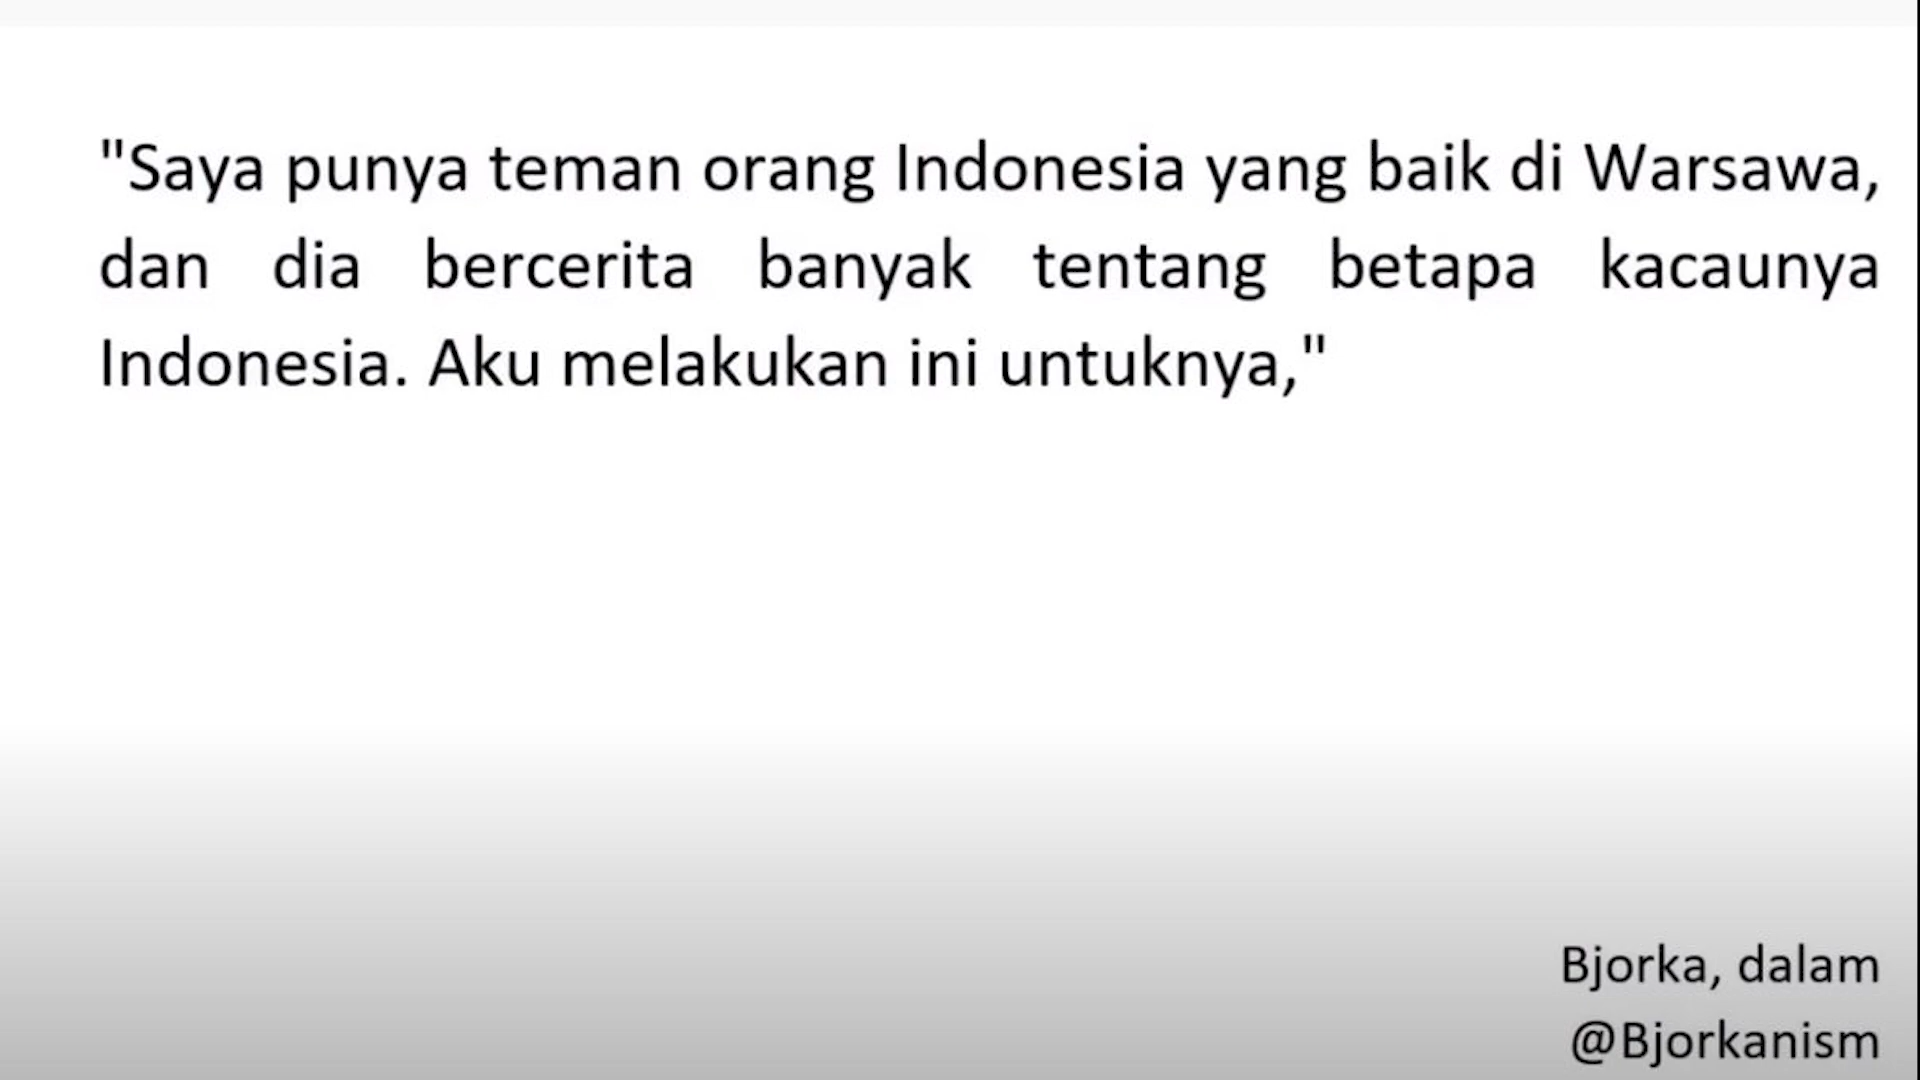 "Saya punya teman orang Indonesia yang baik di Warsawa,
dan dia bercerita banyak tentang betapa kacaunya
Indonesia. Aku melakukan ini untuknya,"
Bjorka, dalam
@Bjorkanism